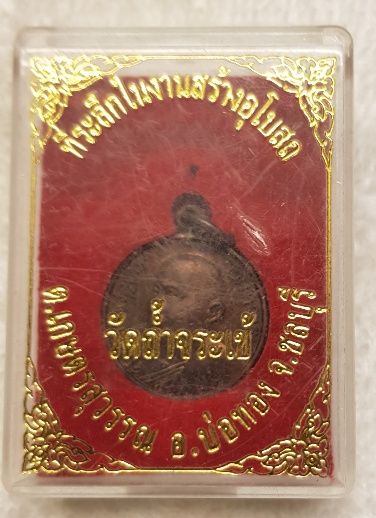 ที่ระลึกในงานสร้างอุโบสถ
วัดถ้ำจระเข้
ต.เกษตรสุวรรณ อ.บ่อทอง จ.ชลบุรี